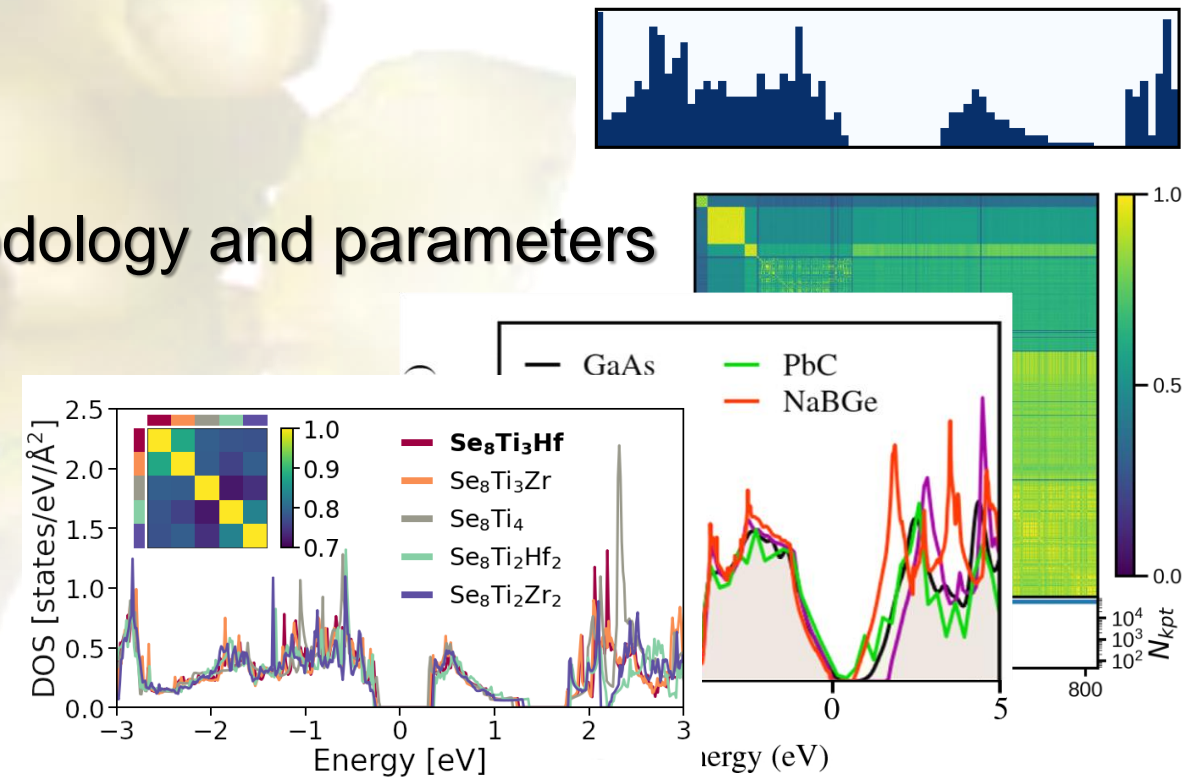 dology and parameters
1.0
0.5
0.0
10⁴
10³
10²
N_kpt
800
GaAs
PbC
NaBGe
0
5
nergy (eV)
DOS [states/eV/Å²]
2.5
2.0
1.5
1.0
0.5
0.0
1.0
0.9
0.8
0.7
Se₈Ti₃Hf
Se₈Ti₃Zr
Se₈Ti₄
Se₈Ti₂Hf₂
Se₈Ti₂Zr₂
−3 −2 −1 0 1 2 3
Energy [eV]